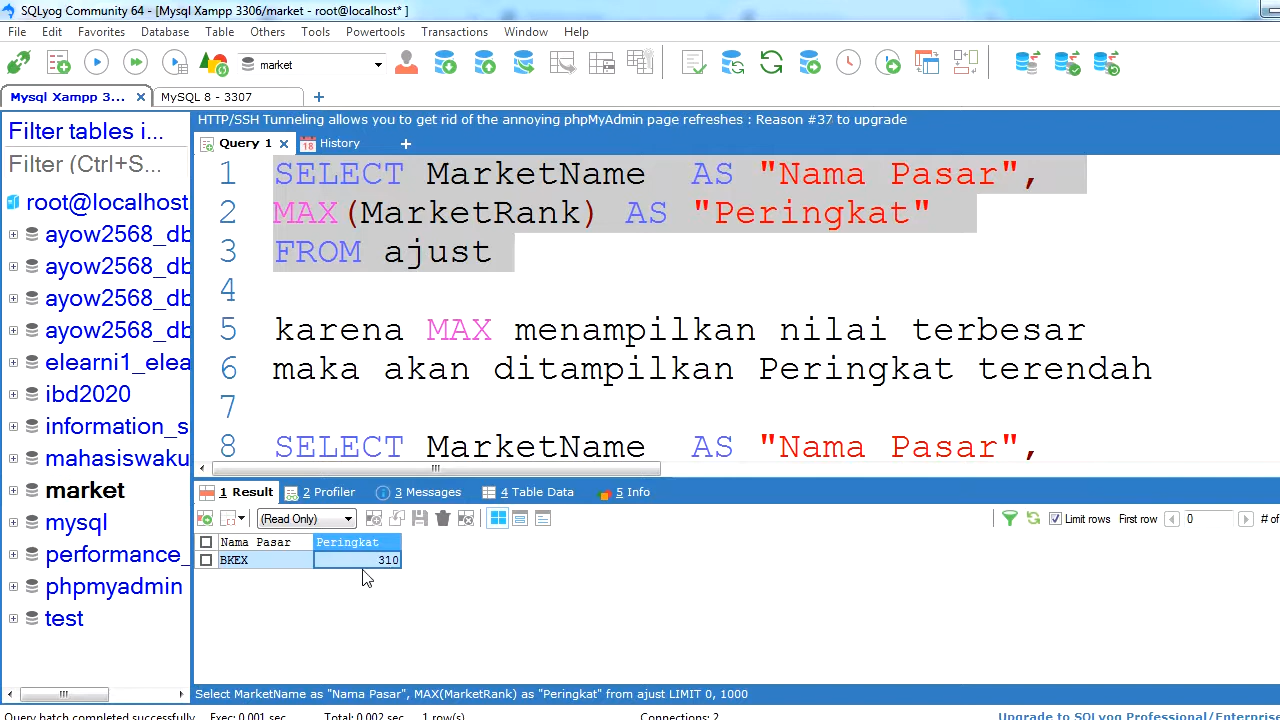 SQLyog Community 64 - [Mysql Xampp 3306/market - root@localhost* ]
File Edit Favorites Database Table Others Tools Powertools Transactions Window Help
market
Mysql Xampp 3... MySQL 8 - 3307
HTTP/SSH Tunneling allows you to get rid of the annoying phpMyAdmin page refreshes : Reason #37 to upgrade
Filter tables i...
Filter (Ctrl+S...
root@localhost
ayow2568_db
ayow2568_db
ayow2568_db
ayow2568_db
elearni1_elea
ibd2020
information_s
mahasiswaku
market
mysql
performance_
phpmyadmin
test
Query 1 18 History
1 SELECT MarketName  AS "Nama Pasar",
2 MAX(MarketRank) AS "Peringkat"
3 FROM ajust
4
5 karena MAX menampilkan nilai terbesar
6 maka akan ditampilkan Peringkat terendah
7
8 SELECT MarketName  AS "Nama Pasar",
1 Result 2 Profiler 3 Messages 4 Table Data 5 Info
(Read Only) Limit rows First row 0 # of
Nama Pasar Peringkat
BKEX 310
Select MarketName as "Nama Pasar", MAX(MarketRank) as "Peringkat" from ajust LIMIT 0, 1000
Query batch completed successfully Exec: 0.001 sec Total: 0.002 sec 1 row(s) Connections: 2 Upgrade to SQLyog Professional/Enterprise